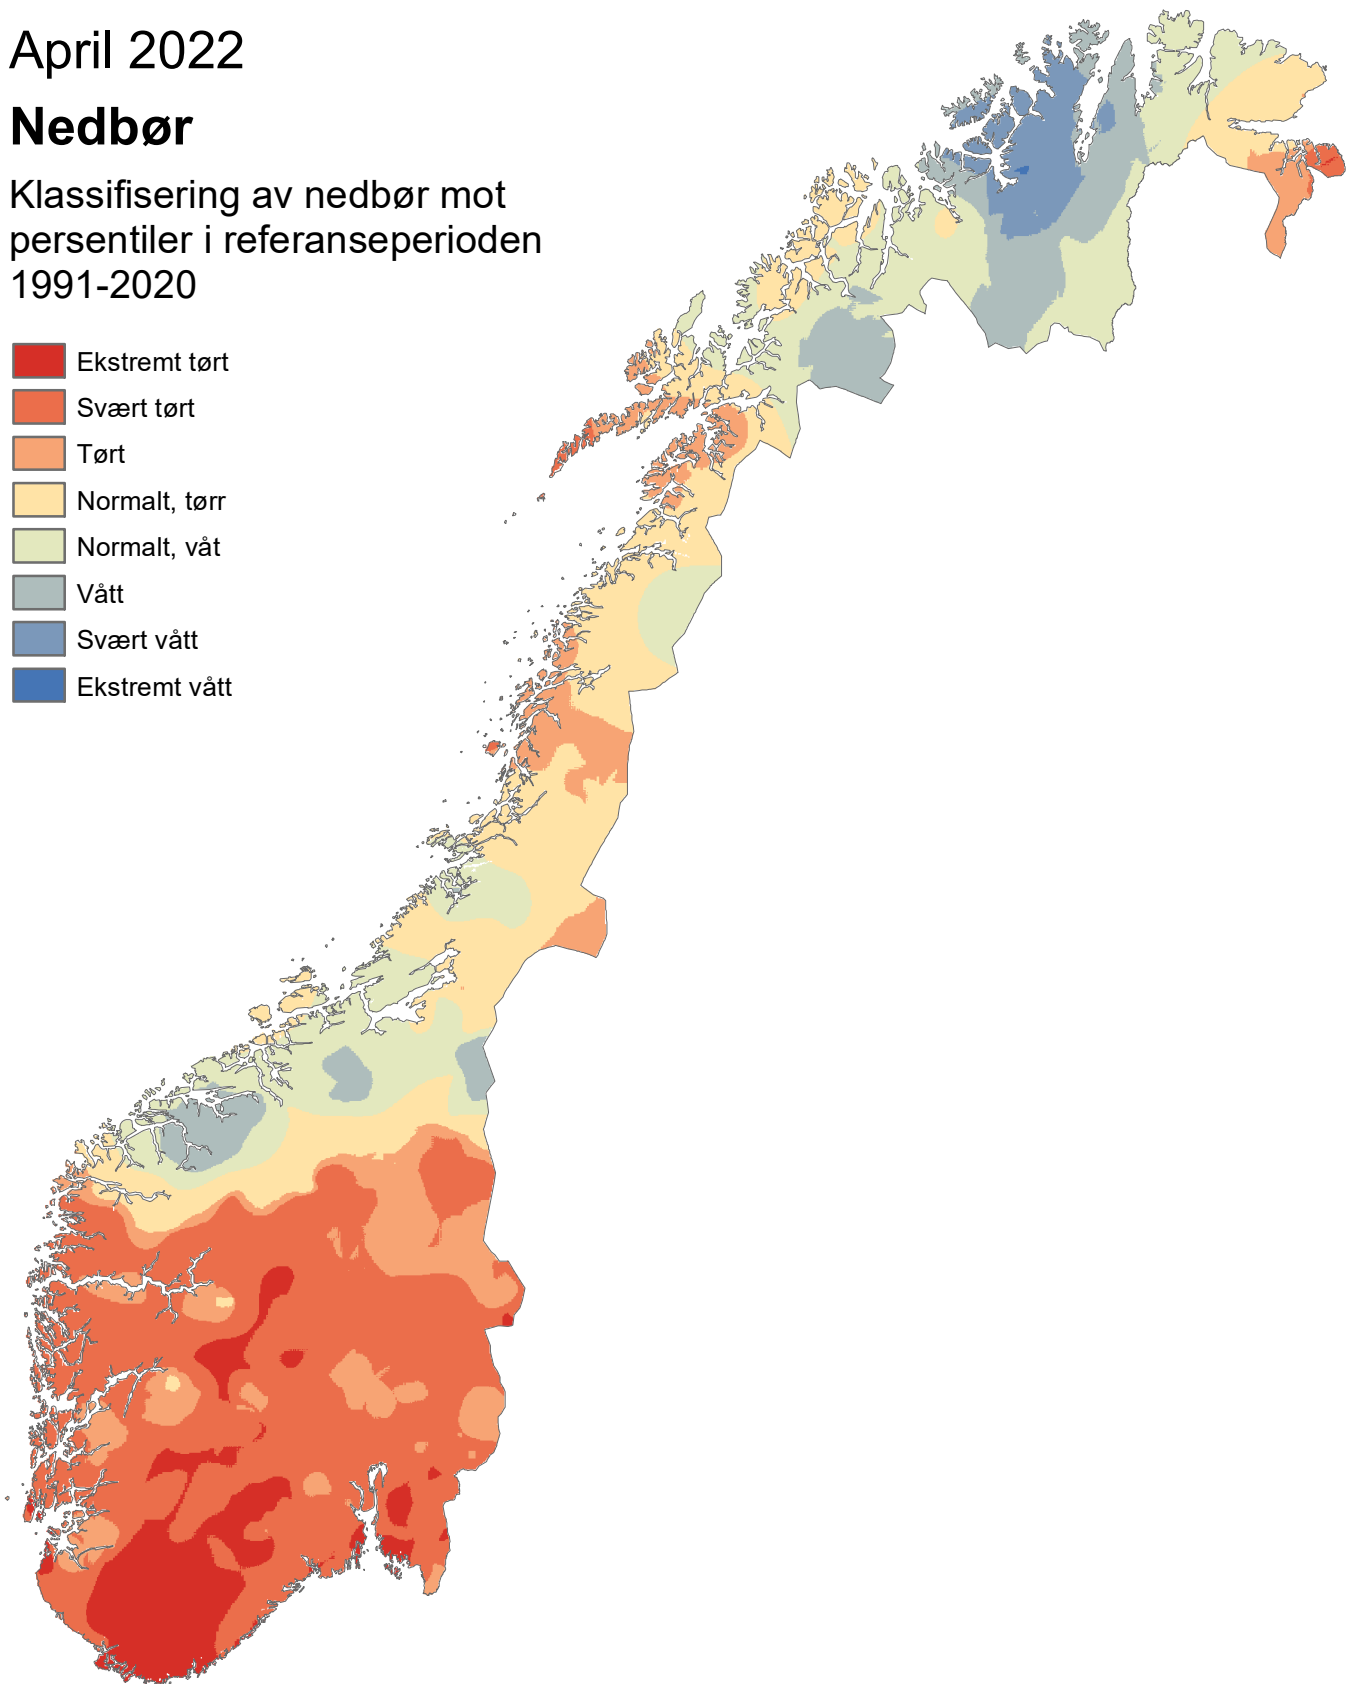 April 2022
Nedbør
Klassifisering av nedbør mot
persentiler i referanseperioden
1991-2020
Ekstremt tørt
Svært tørt
Tørt
Normalt, tørr
Normalt, våt
Vått
Svært vått
Ekstremt vått